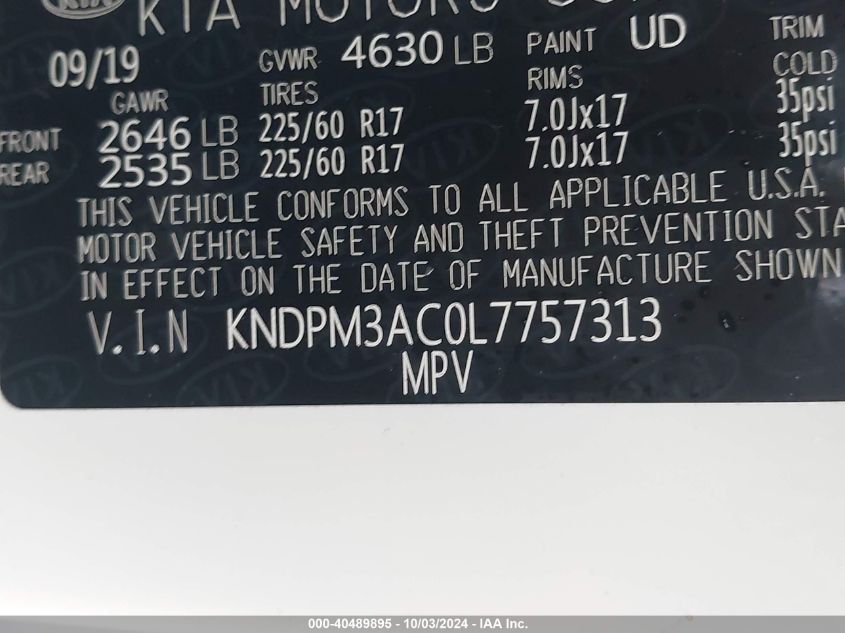 KIA MOTORS
09/19 GVWR 4630 LB PAINT UD TRIM
GAWR TIRES RIMS COLD
FRONT 2646 LB 225/60 R17 7.0Jx17 35psi
REAR 2535 LB 225/60 R17 7.0Jx17 35psi
THIS VEHICLE CONFORMS TO ALL APPLICABLE U.S.A.
MOTOR VEHICLE SAFETY AND THEFT PREVENTION STA
IN EFFECT ON THE DATE OF MANUFACTURE SHOWN
V.I.N KNDPM3AC0L7757313
MPV
000-40489895 - 10/03/2024 - IAA Inc.